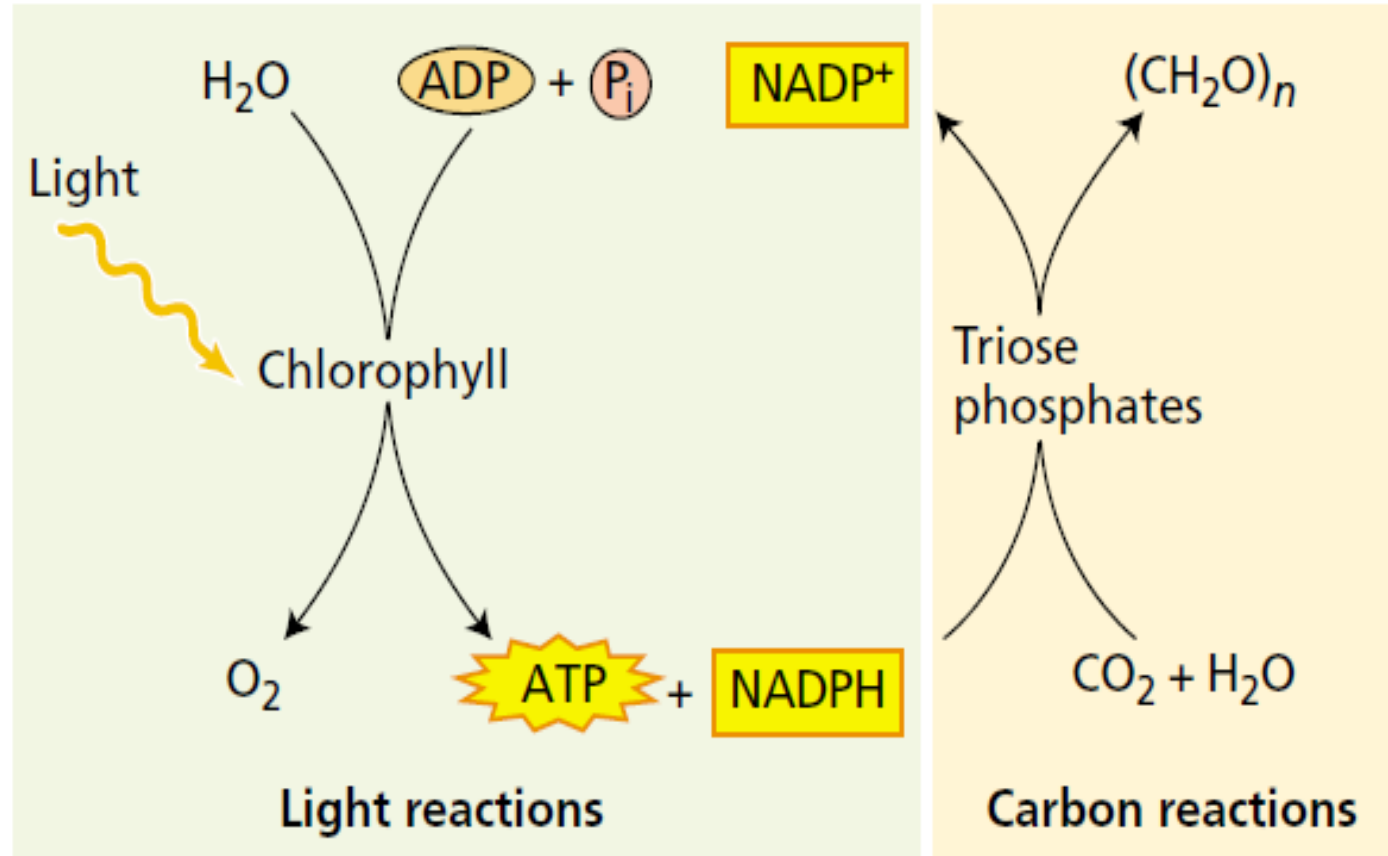 H₂O ADP + Pᵢ NADP⁺ (CH₂O)ₙ
Light
Chlorophyll
Triose
phosphates
O₂ ATP + NADPH CO₂ + H₂O
Light reactions Carbon reactions